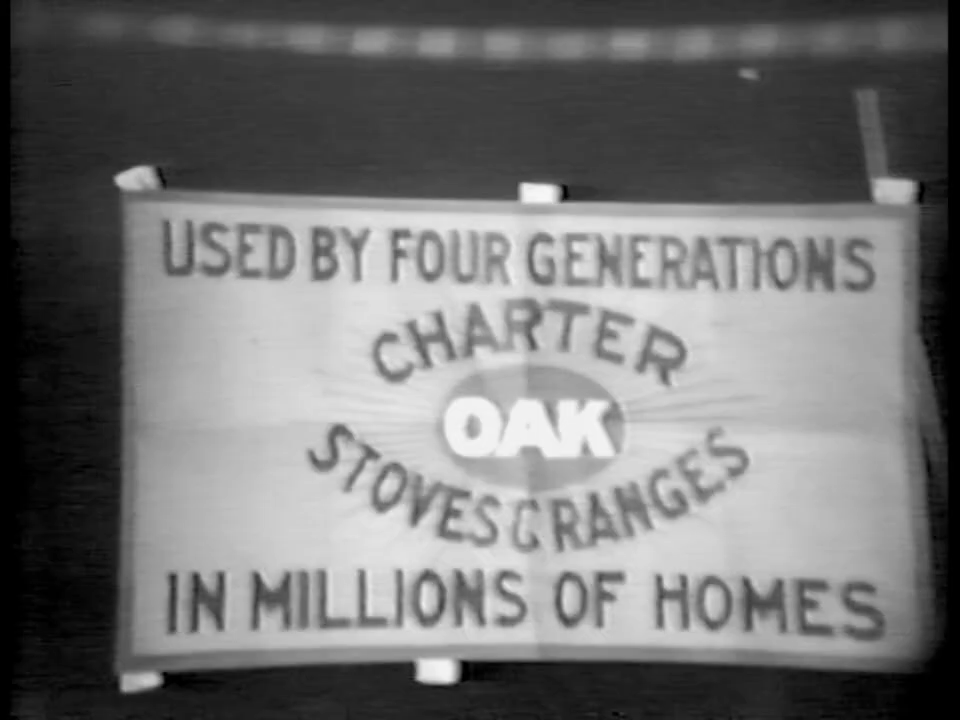 USED BY FOUR GENERATIONS
CHARTER
OAK
STOVES & RANGES
IN MILLIONS OF HOMES